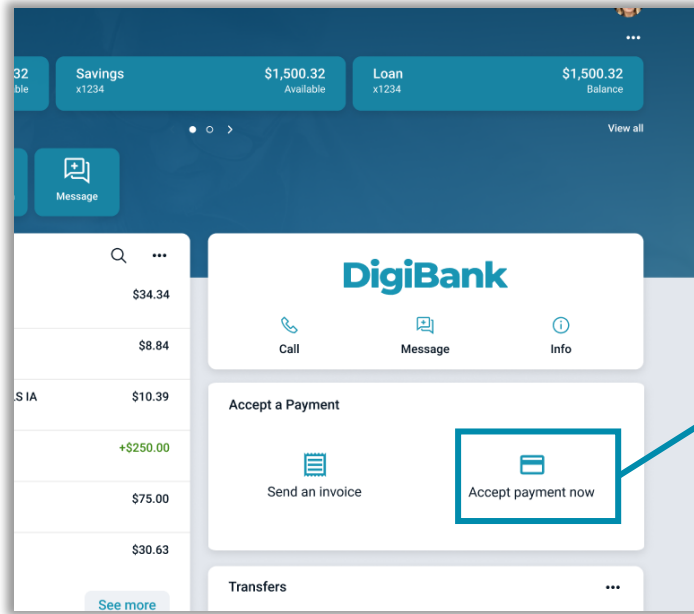 32 Savings $1,500.32 Loan $1,500.32
ble x1234 Available x1234 Balance
View all
Message
$34.34
$8.84
S IA $10.39
+$250.00
$75.00
$30.63
See more
DigiBank
Call Message Info
Accept a Payment
Send an invoice Accept payment now
Transfers